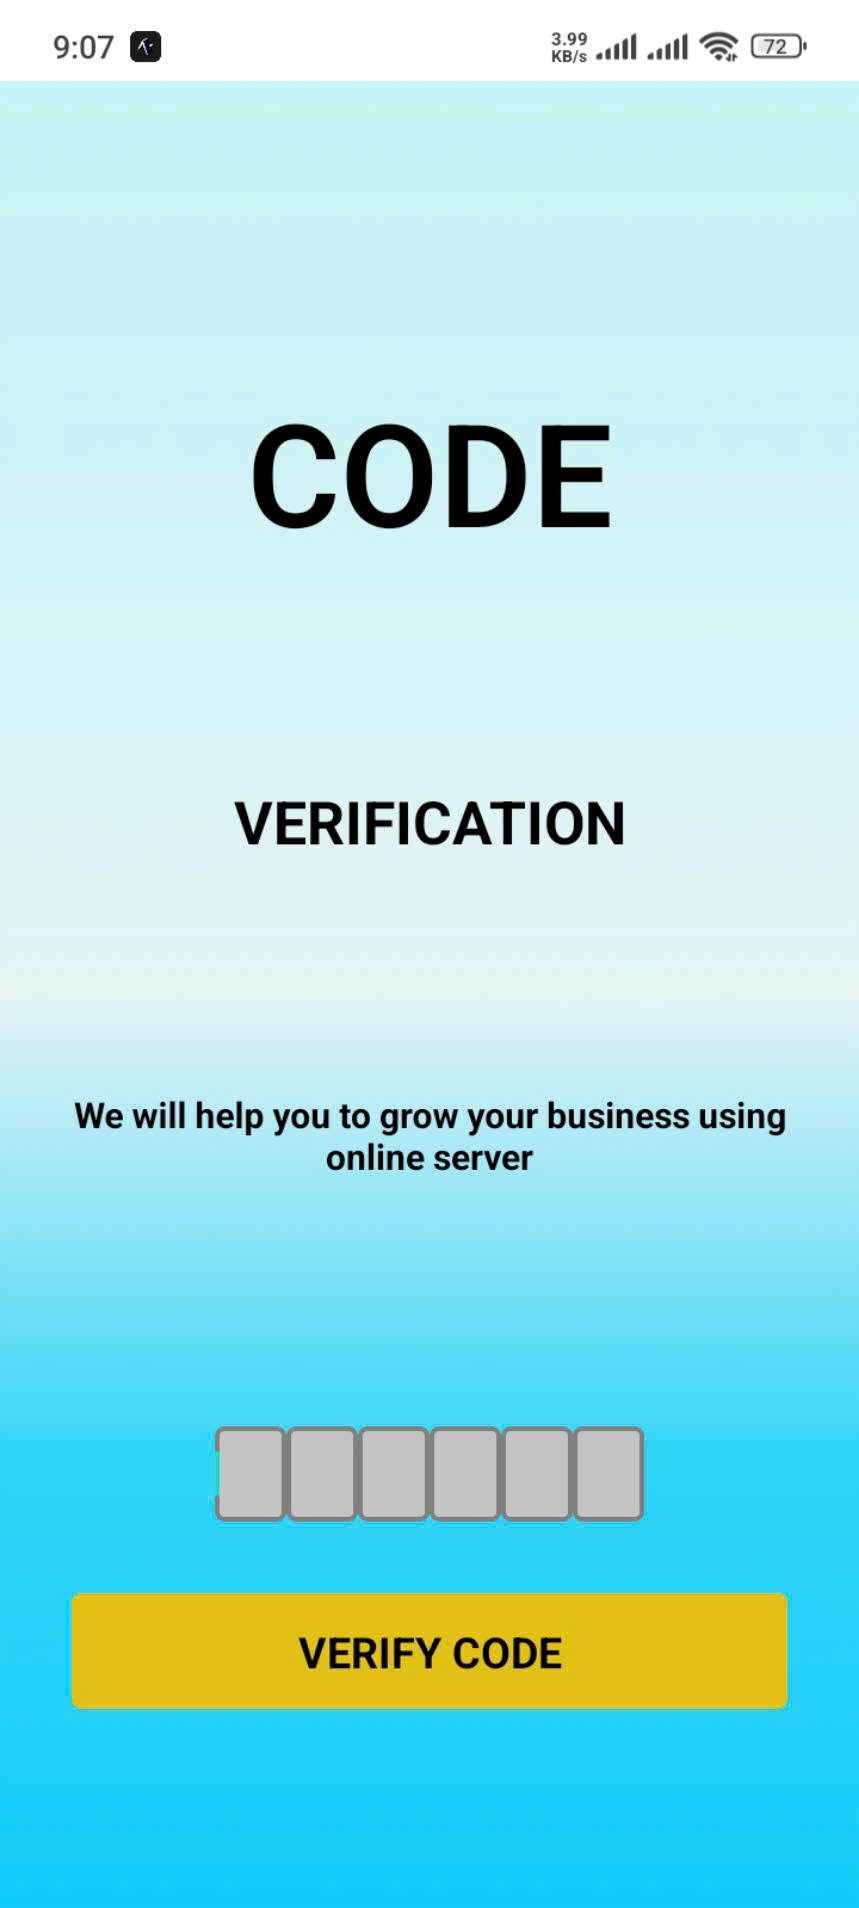 9:07
3.99
KB/s
72
CODE
VERIFICATION
We will help you to grow your business using
online server
VERIFY CODE